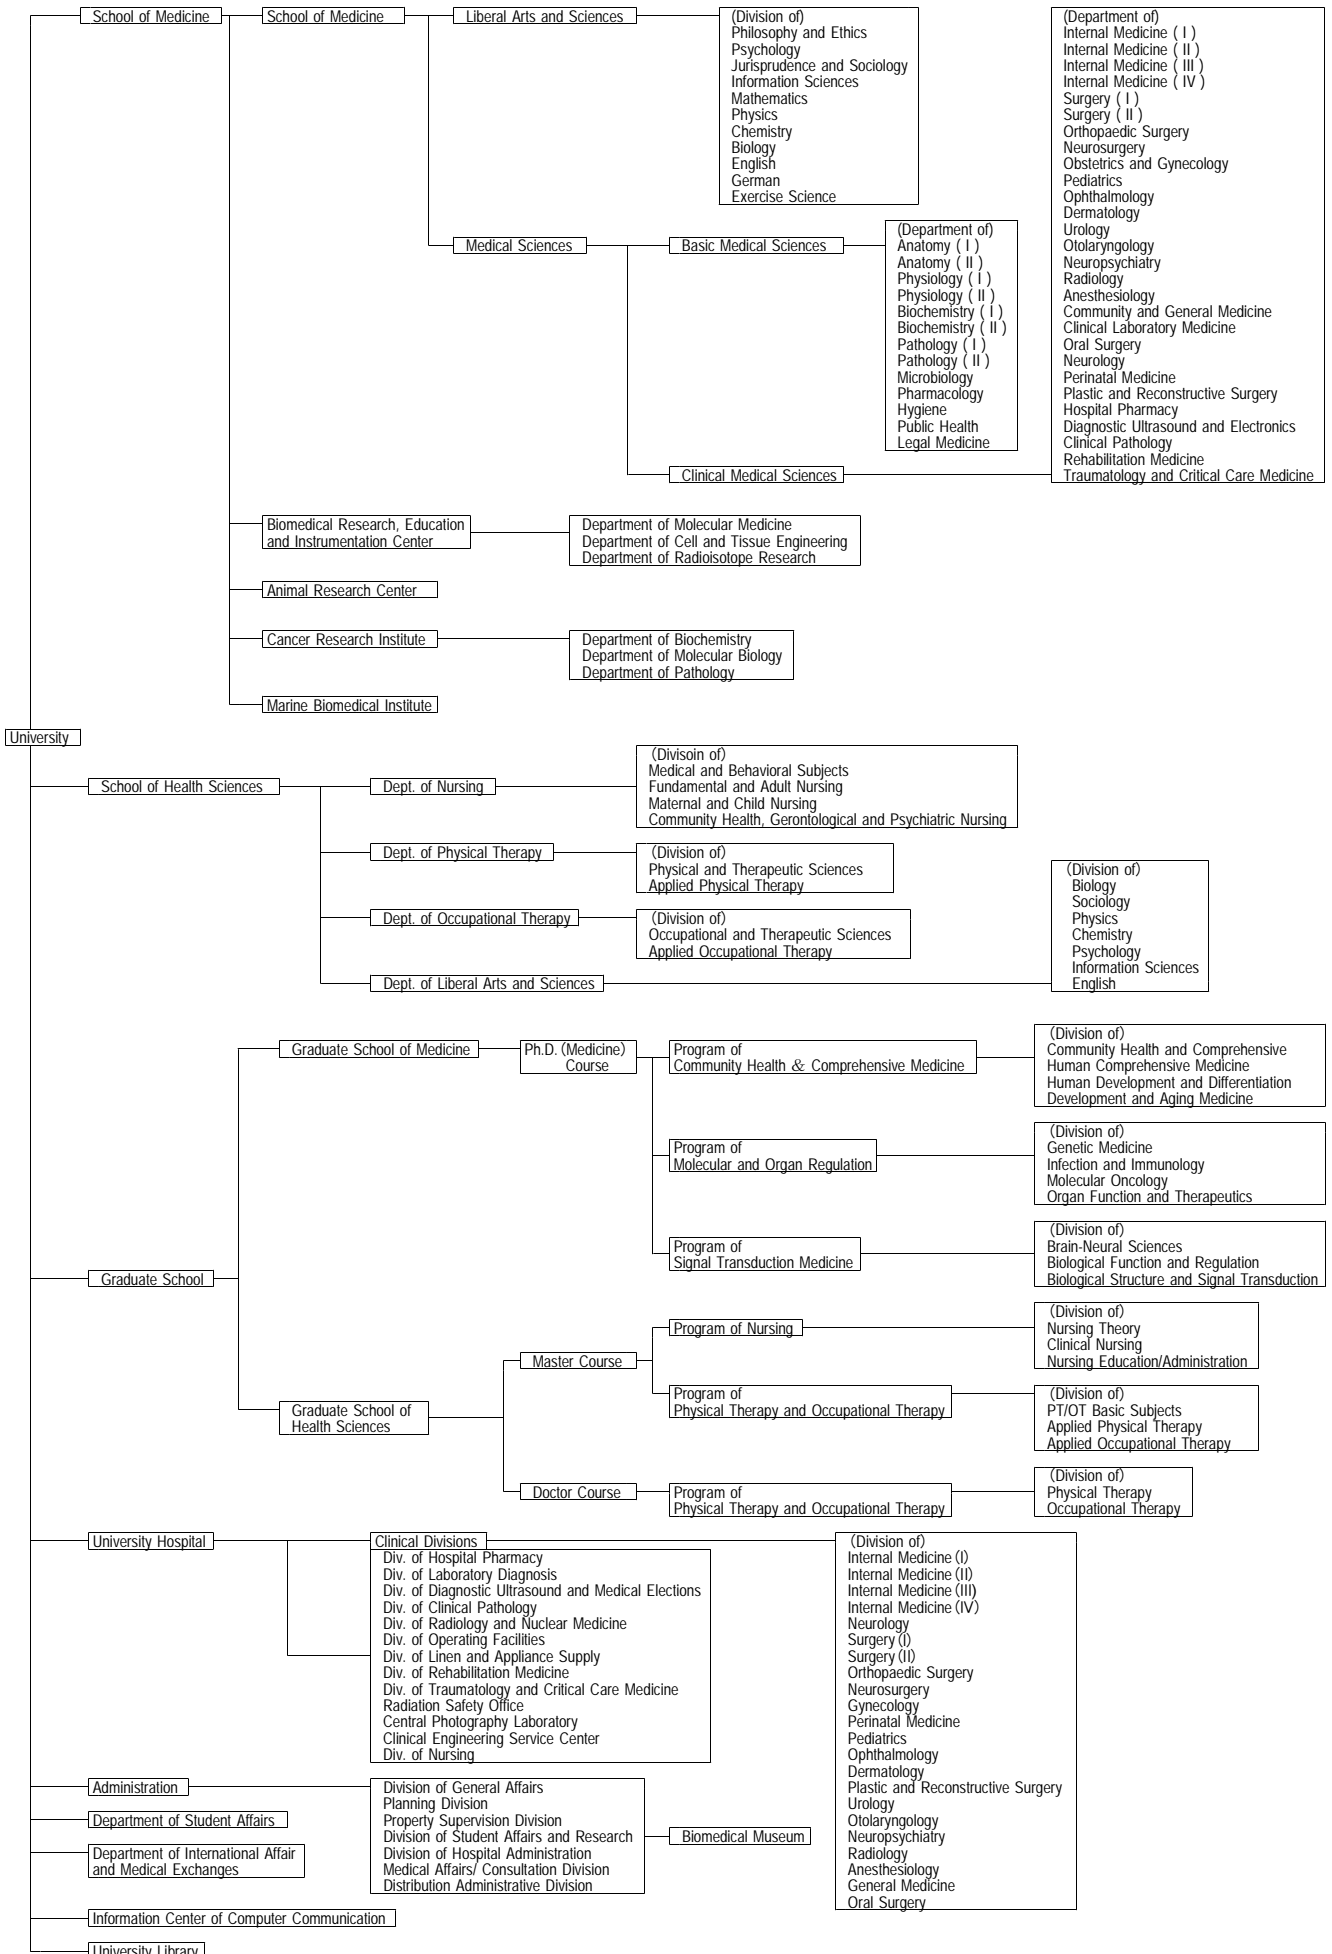 School of Medicine
School of Medicine
Liberal Arts and Sciences
(Division of)
Philosophy and Ethics
Psychology
Jurisprudence and Sociology
Information Sciences
Mathematics
Physics
Chemistry
Biology
English
German
Exercise Science
(Department of)
Internal Medicine ( I )
Internal Medicine ( II )
Internal Medicine ( III )
Internal Medicine ( IV )
Surgery ( I )
Surgery ( II )
Orthopaedic Surgery
Neurosurgery
Obstetrics and Gynecology
Pediatrics
Ophthalmology
Dermatology
Urology
Otolaryngology
Neuropsychiatry
Radiology
Anesthesiology
Community and General Medicine
Clinical Laboratory Medicine
Oral Surgery
Neurology
Perinatal Medicine
Plastic and Reconstructive Surgery
Hospital Pharmacy
Diagnostic Ultrasound and Electronics
Clinical Pathology
Rehabilitation Medicine
Traumatology and Critical Care Medicine
Medical Sciences
Basic Medical Sciences
(Department of)
Anatomy ( I )
Anatomy ( II )
Physiology ( I )
Physiology ( II )
Biochemistry ( I )
Biochemistry ( II )
Pathology ( I )
Pathology ( II )
Microbiology
Pharmacology
Hygiene
Public Health
Legal Medicine
Clinical Medical Sciences
Biomedical Research, Education
and Instrumentation Center
Department of Molecular Medicine
Department of Cell and Tissue Engineering
Department of Radioisotope Research
Animal Research Center
Cancer Research Institute
Department of Biochemistry
Department of Molecular Biology
Department of Pathology
Marine Biomedical Institute
University
School of Health Sciences
Dept. of Nursing
(Divisoin of)
Medical and Behavioral Subjects
Fundamental and Adult Nursing
Maternal and Child Nursing
Community Health, Gerontological and Psychiatric Nursing
Dept. of Physical Therapy
(Division of)
Physical and Therapeutic Sciences
Applied Physical Therapy
Dept. of Occupational Therapy
(Division of)
Occupational and Therapeutic Sciences
Applied Occupational Therapy
Dept. of Liberal Arts and Sciences
(Division of)
Biology
Sociology
Physics
Chemistry
Psychology
Information Sciences
English
Graduate School
Graduate School of Medicine
Ph.D. (Medicine)
Course
Program of
Community Health & Comprehensive Medicine
(Division of)
Community Health and Comprehensive
Human Comprehensive Medicine
Human Development and Differentiation
Development and Aging Medicine
Program of
Molecular and Organ Regulation
(Division of)
Genetic Medicine
Infection and Immunology
Molecular Oncology
Organ Function and Therapeutics
Program of
Signal Transduction Medicine
(Division of)
Brain-Neural Sciences
Biological Function and Regulation
Biological Structure and Signal Transduction
Graduate School of
Health Sciences
Master Course
Program of Nursing
(Division of)
Nursing Theory
Clinical Nursing
Nursing Education/Administration
Program of
Physical Therapy and Occupational Therapy
(Division of)
PT/OT Basic Subjects
Applied Physical Therapy
Applied Occupational Therapy
Doctor Course
Program of
Physical Therapy and Occupational Therapy
(Division of)
Physical Therapy
Occupational Therapy
University Hospital
Clinical Divisions
Div. of Hospital Pharmacy
Div. of Laboratory Diagnosis
Div. of Diagnostic Ultrasound and Medical Elections
Div. of Clinical Pathology
Div. of Radiology and Nuclear Medicine
Div. of Operating Facilities
Div. of Linen and Appliance Supply
Div. of Rehabilitation Medicine
Div. of Traumatology and Critical Care Medicine
Radiation Safety Office
Central Photography Laboratory
Clinical Engineering Service Center
Div. of Nursing
(Division of)
Internal Medicine (I)
Internal Medicine (II)
Internal Medicine (III)
Internal Medicine (IV)
Neurology
Surgery (I)
Surgery (II)
Orthopaedic Surgery
Neurosurgery
Gynecology
Perinatal Medicine
Pediatrics
Ophthalmology
Dermatology
Plastic and Reconstructive Surgery
Urology
Otolaryngology
Neuropsychiatry
Radiology
Anesthesiology
General Medicine
Oral Surgery
Administration
Division of General Affairs
Planning Division
Property Supervision Division
Division of Student Affairs and Research
Division of Hospital Administration
Medical Affairs/ Consultation Division
Distribution Administrative Division
Biomedical Museum
Department of Student Affairs
Department of International Affair
and Medical Exchanges
Information Center of Computer Communication
University Library